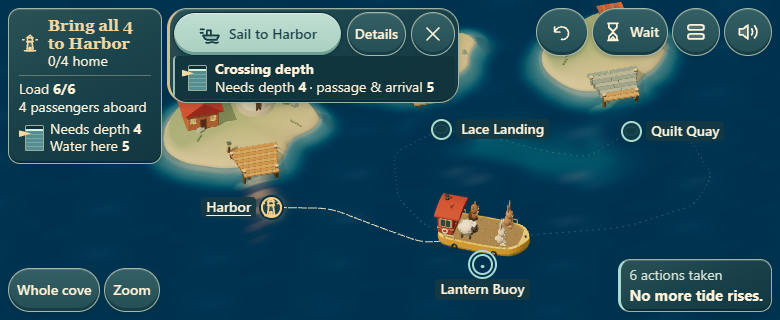 Bring all 4
to Harbor
0/4 home
Load 6/6
4 passengers aboard
Needs depth 4
Water here 5
Sail to Harbor
Details
Crossing depth
Needs depth 4 · passage & arrival 5
Wait
Lace Landing
Quilt Quay
Harbor
Lantern Buoy
Whole cove
Zoom
6 actions taken
No more tide rises.